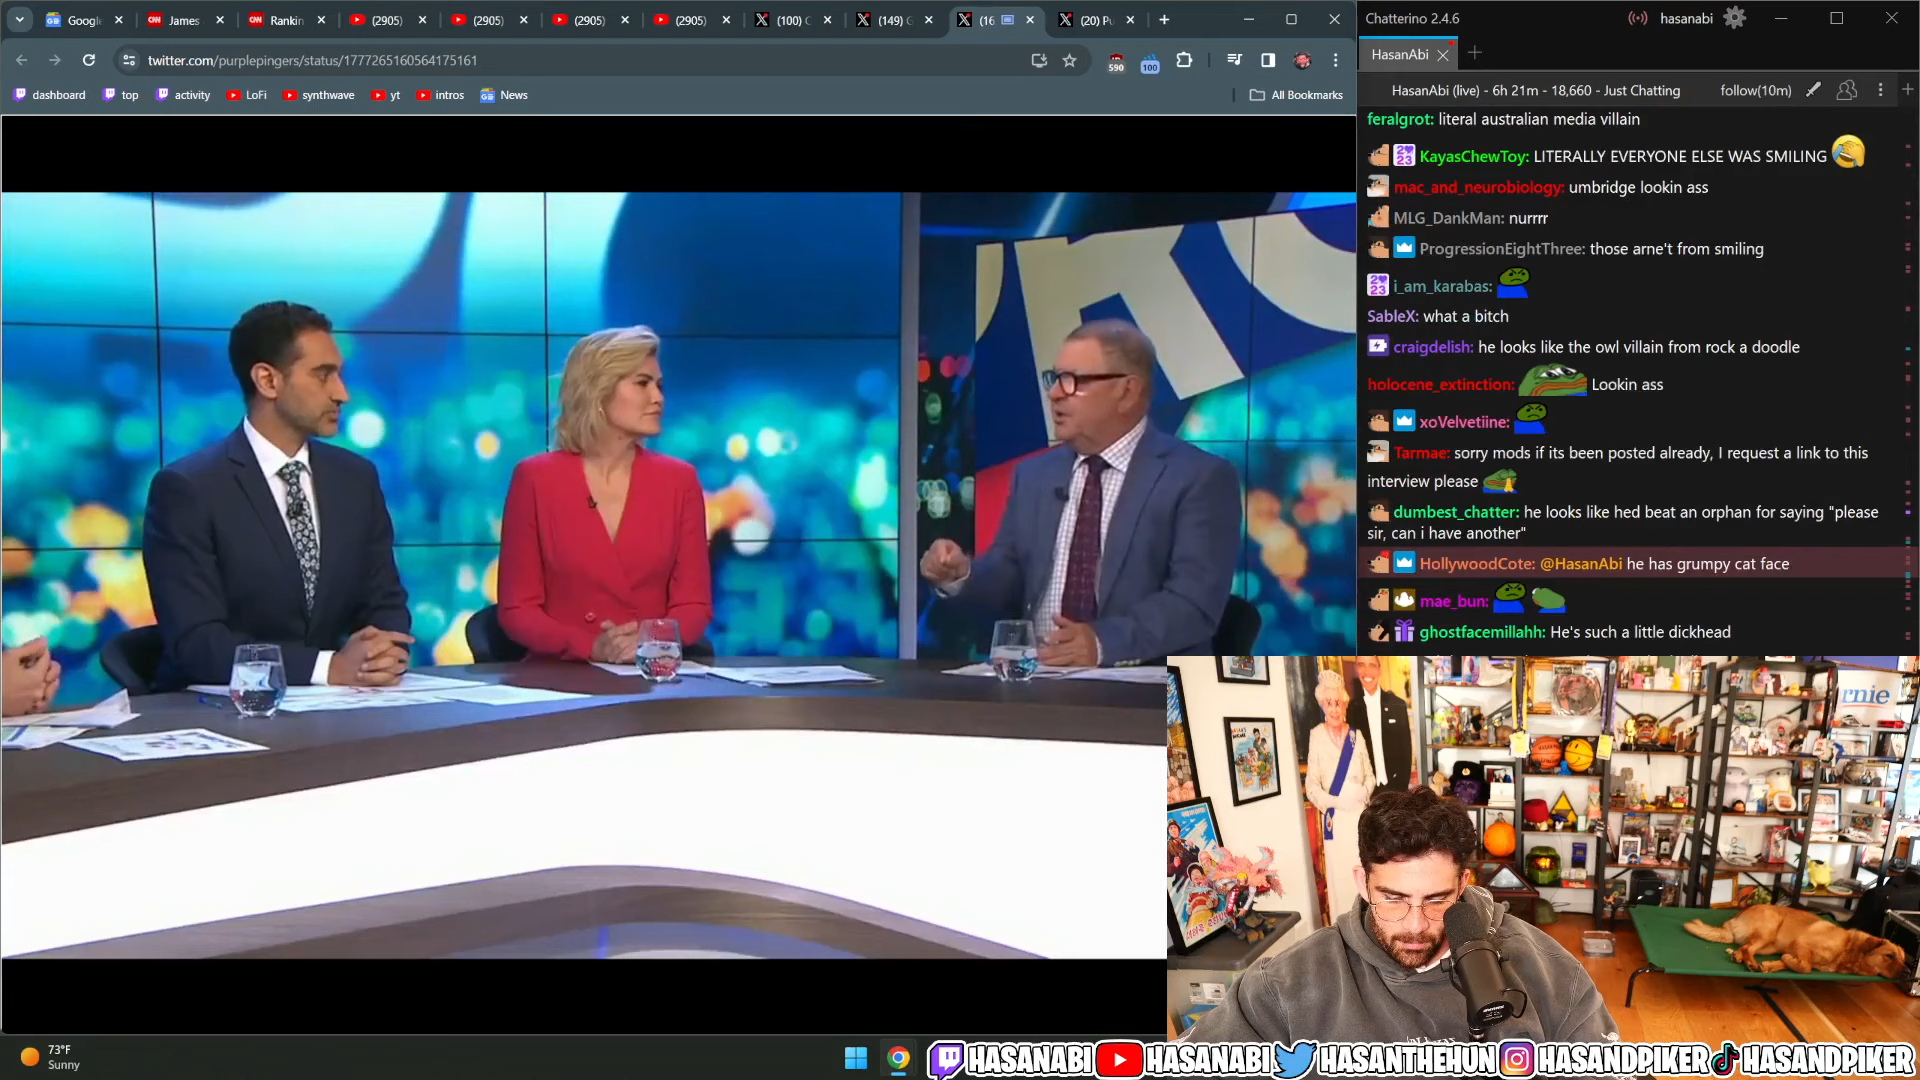 Google
James
Rankin
(2905)
(2905)
(2905)
(2905)
(100) C
(149) G
(16
(20) Pu
twitter.com/purplepingers/status/1777265160564175161
590
100
dashboard
top
activity
LoFi
synthwave
yt
intros
News
All Bookmarks
Chatterino 2.4.6
hasanabi
HasanAbi
HasanAbi (live) - 6h 21m - 18,660 - Just Chatting
follow(10m)
feralgrot: literal australian media villain
KayasChewToy: LITERALLY EVERYONE ELSE WAS SMILING
mac_and_neurobiology: umbridge lookin ass
MLG_DankMan: nurrrr
ProgressionEightThree: those arne't from smiling
i_am_karabas:
SableX: what a bitch
craigdelish: he looks like the owl villain from rock a doodle
holocene_extinction: Lookin ass
xoVelvetiine:
Tarmae: sorry mods if its been posted already, I request a link to this
interview please
dumbest_chatter: he looks like hed beat an orphan for saying "please
sir, can i have another"
HollywoodCote: @HasanAbi he has grumpy cat face
mae_bun:
ghostfacemillahh: He's such a little dickhead
rnie
73°F
Sunny
HASANABI
HASANABI
HASANTHEHUN
HASANDPIKER
HASANDPIKER